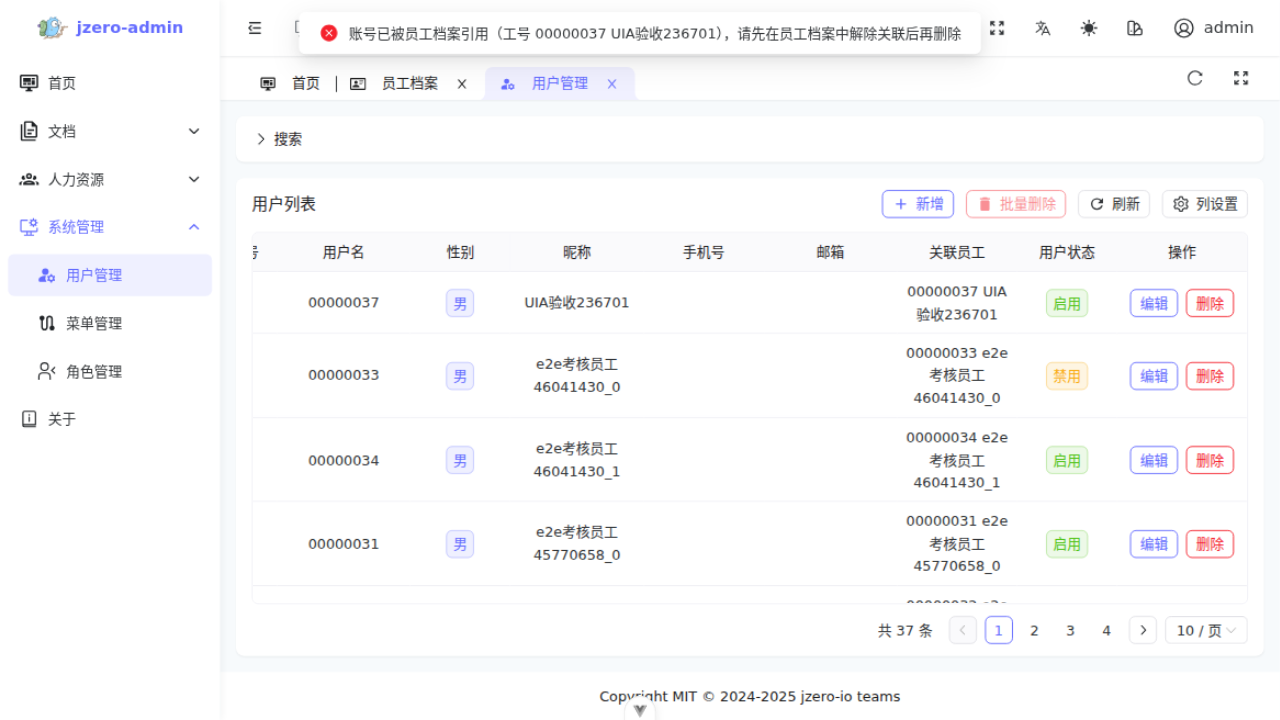 jzero-admin
账号已被员工档案引用（工号 00000037 UIA验收236701），请先在员工档案中解除关联后再删除
admin
首页
文档
人力资源
系统管理
用户管理
菜单管理
角色管理
关于
首页
员工档案
用户管理
搜索
用户列表
新增
批量删除
刷新
列设置
用户名 性别 昵称 手机号 邮箱 关联员工 用户状态 操作
00000037 男 UIA验收236701 00000037 UIA
验收236701
启用 编辑 删除
00000033 男 e2e考核员工
46041430_0
00000033 e2e
考核员工
46041430_0
禁用 编辑 删除
00000034 男 e2e考核员工
46041430_1
00000034 e2e
考核员工
46041430_1
启用 编辑 删除
00000031 男 e2e考核员工
45770658_0
00000031 e2e
考核员工
45770658_0
启用 编辑 删除
共 37 条 1 2 3 4 10 / 页
Copyright MIT © 2024-2025 jzero-io teams